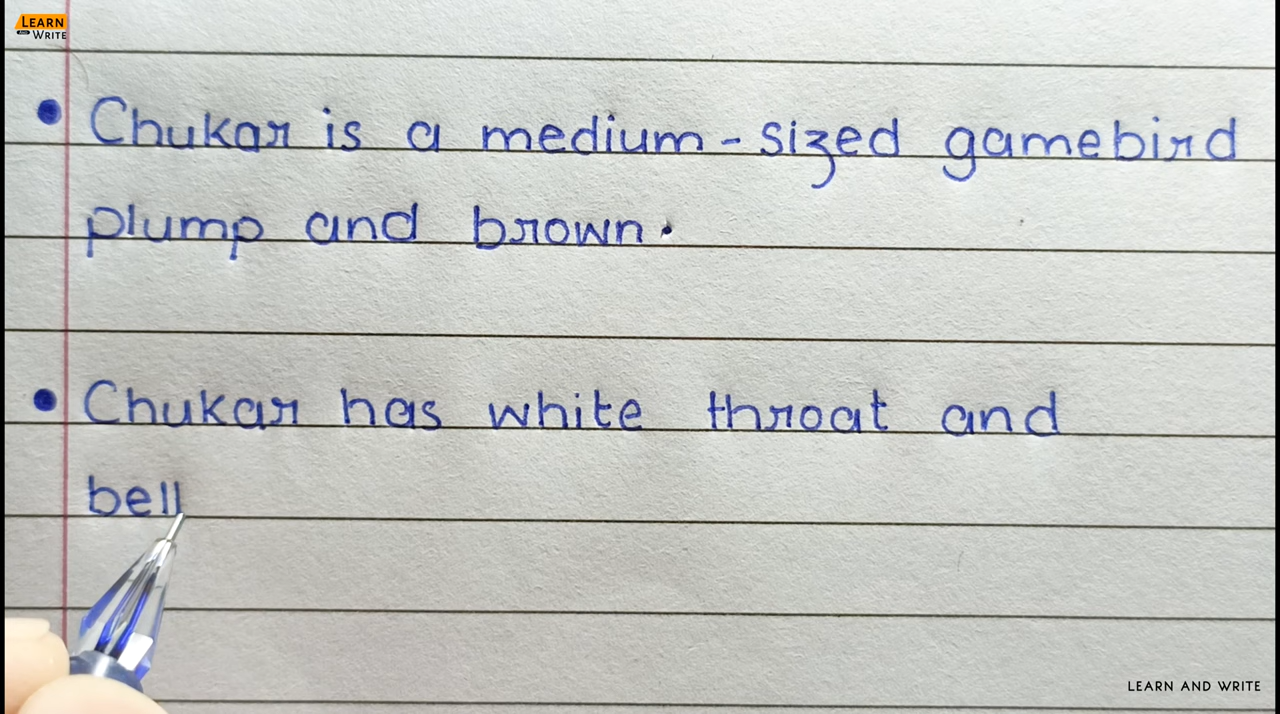 LEARN
AND WRITE
• Chukar is a medium-sized gamebird
plump and brown.
• Chukar has white throat and
bell
LEARN AND WRITE